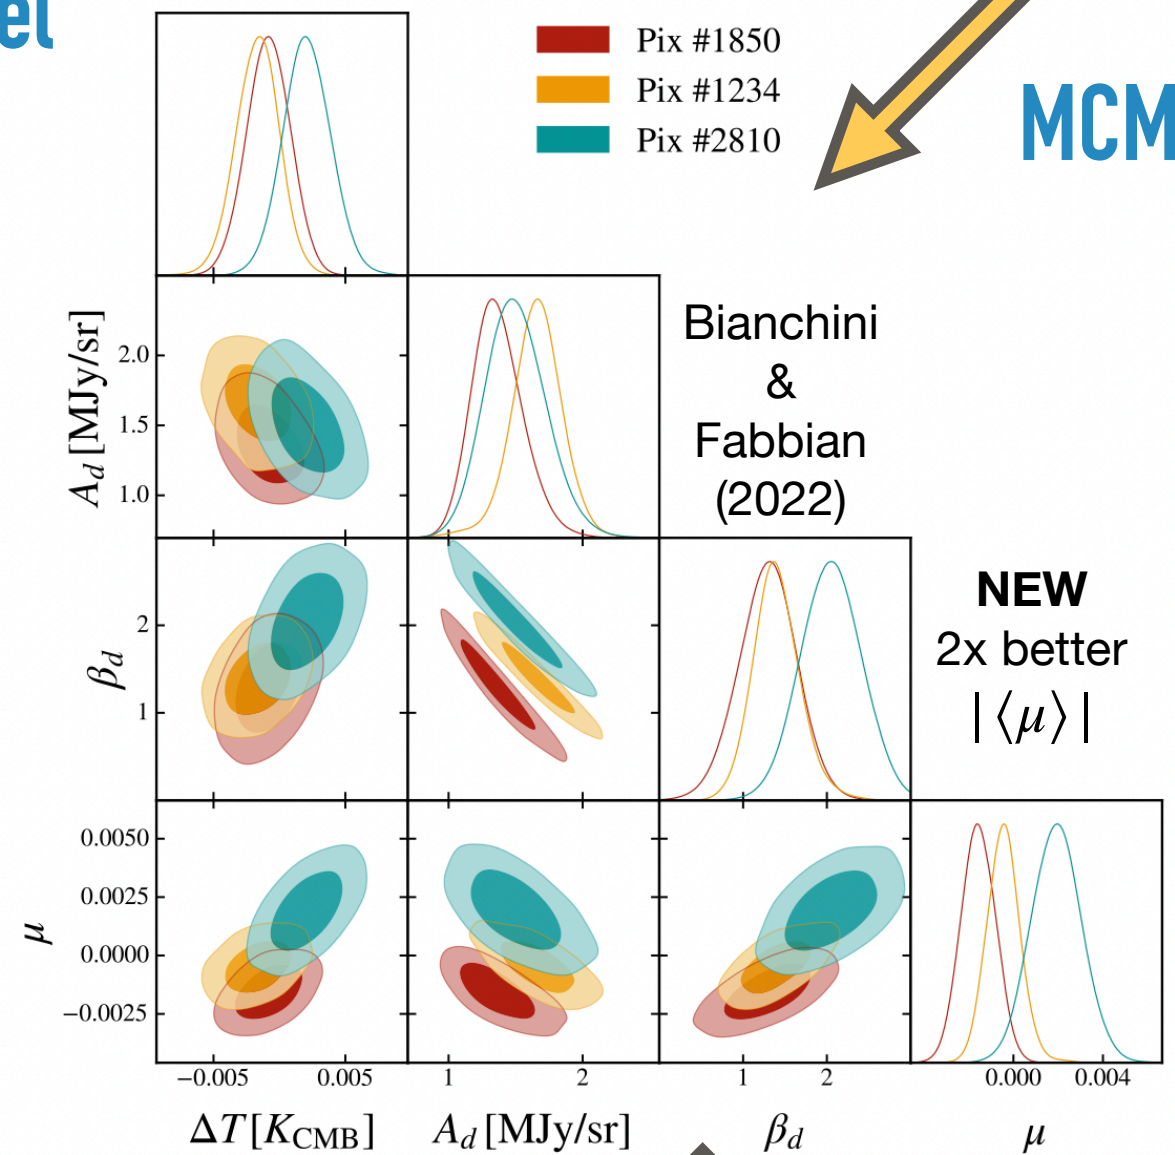 el
Pix #1850
Pix #1234
Pix #2810
MCM
A_d [MJy/sr]
2.0
1.5
1.0
Bianchini
&
Fabbian
(2022)
β_d
2
1
NEW
2x better
|⟨μ⟩|
μ
0.0050
0.0025
0.0000
−0.0025
−0.005 0.005 1 2 1 2 0.000 0.004
ΔT [K_CMB] A_d [MJy/sr] β_d μ